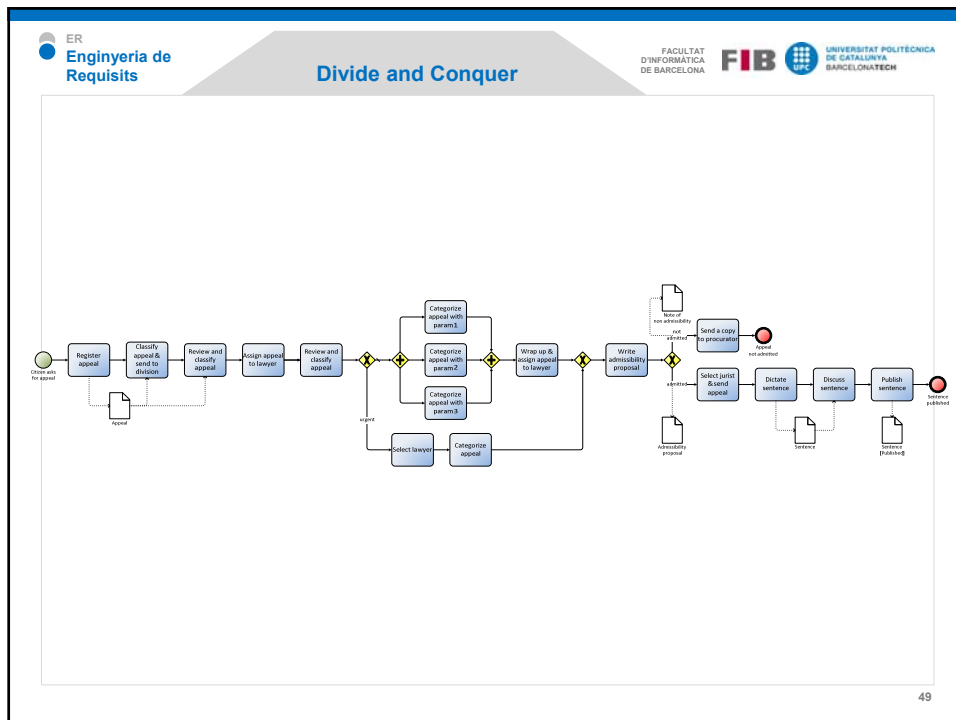 ER
Enginyeria de
Requisits
Divide and Conquer
FACULTAT
D'INFORMÀTICA
DE BARCELONA
FIB
UPC
UNIVERSITAT POLITÈCNICA
DE CATALUNYA
BARCELONATECH
Citizen asks
for appeal
Register
appeal
Appeal
Classify
appeal &
send to
division
Review and
classify
appeal
Assign appeal
to lawyer
Review and
classify
appeal
urgent
Categorize
appeal with
param1
Categorize
appeal with
param2
Categorize
appeal with
param3
Select lawyer
Categorize
appeal
Wrap up &
assign appeal
to lawyer
Write
admissibility
proposal
Note of
non admissibility
not
admitted
Send a copy
to procurator
Appeal
not admitted
admitted
Admissibility
proposal
Select jurist
& send
appeal
Dictate
sentence
Sentence
Discuss
sentence
Publish
sentence
Sentence
[Published]
Sentence
published
49